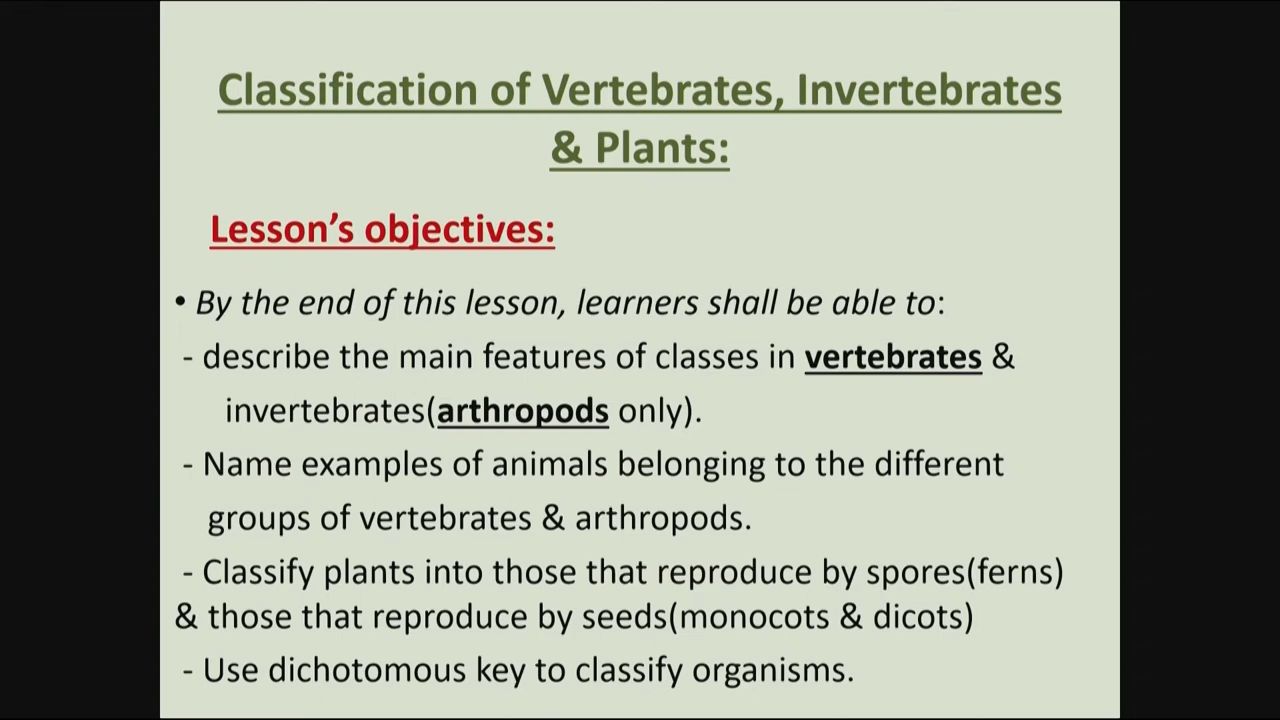 Classification of Vertebrates, Invertebrates
& Plants:
Lesson’s objectives:
• By the end of this lesson, learners shall be able to:
- describe the main features of classes in vertebrates &
invertebrates(arthropods only).
- Name examples of animals belonging to the different
groups of vertebrates & arthropods.
- Classify plants into those that reproduce by spores(ferns)
& those that reproduce by seeds(monocots & dicots)
- Use dichotomous key to classify organisms.